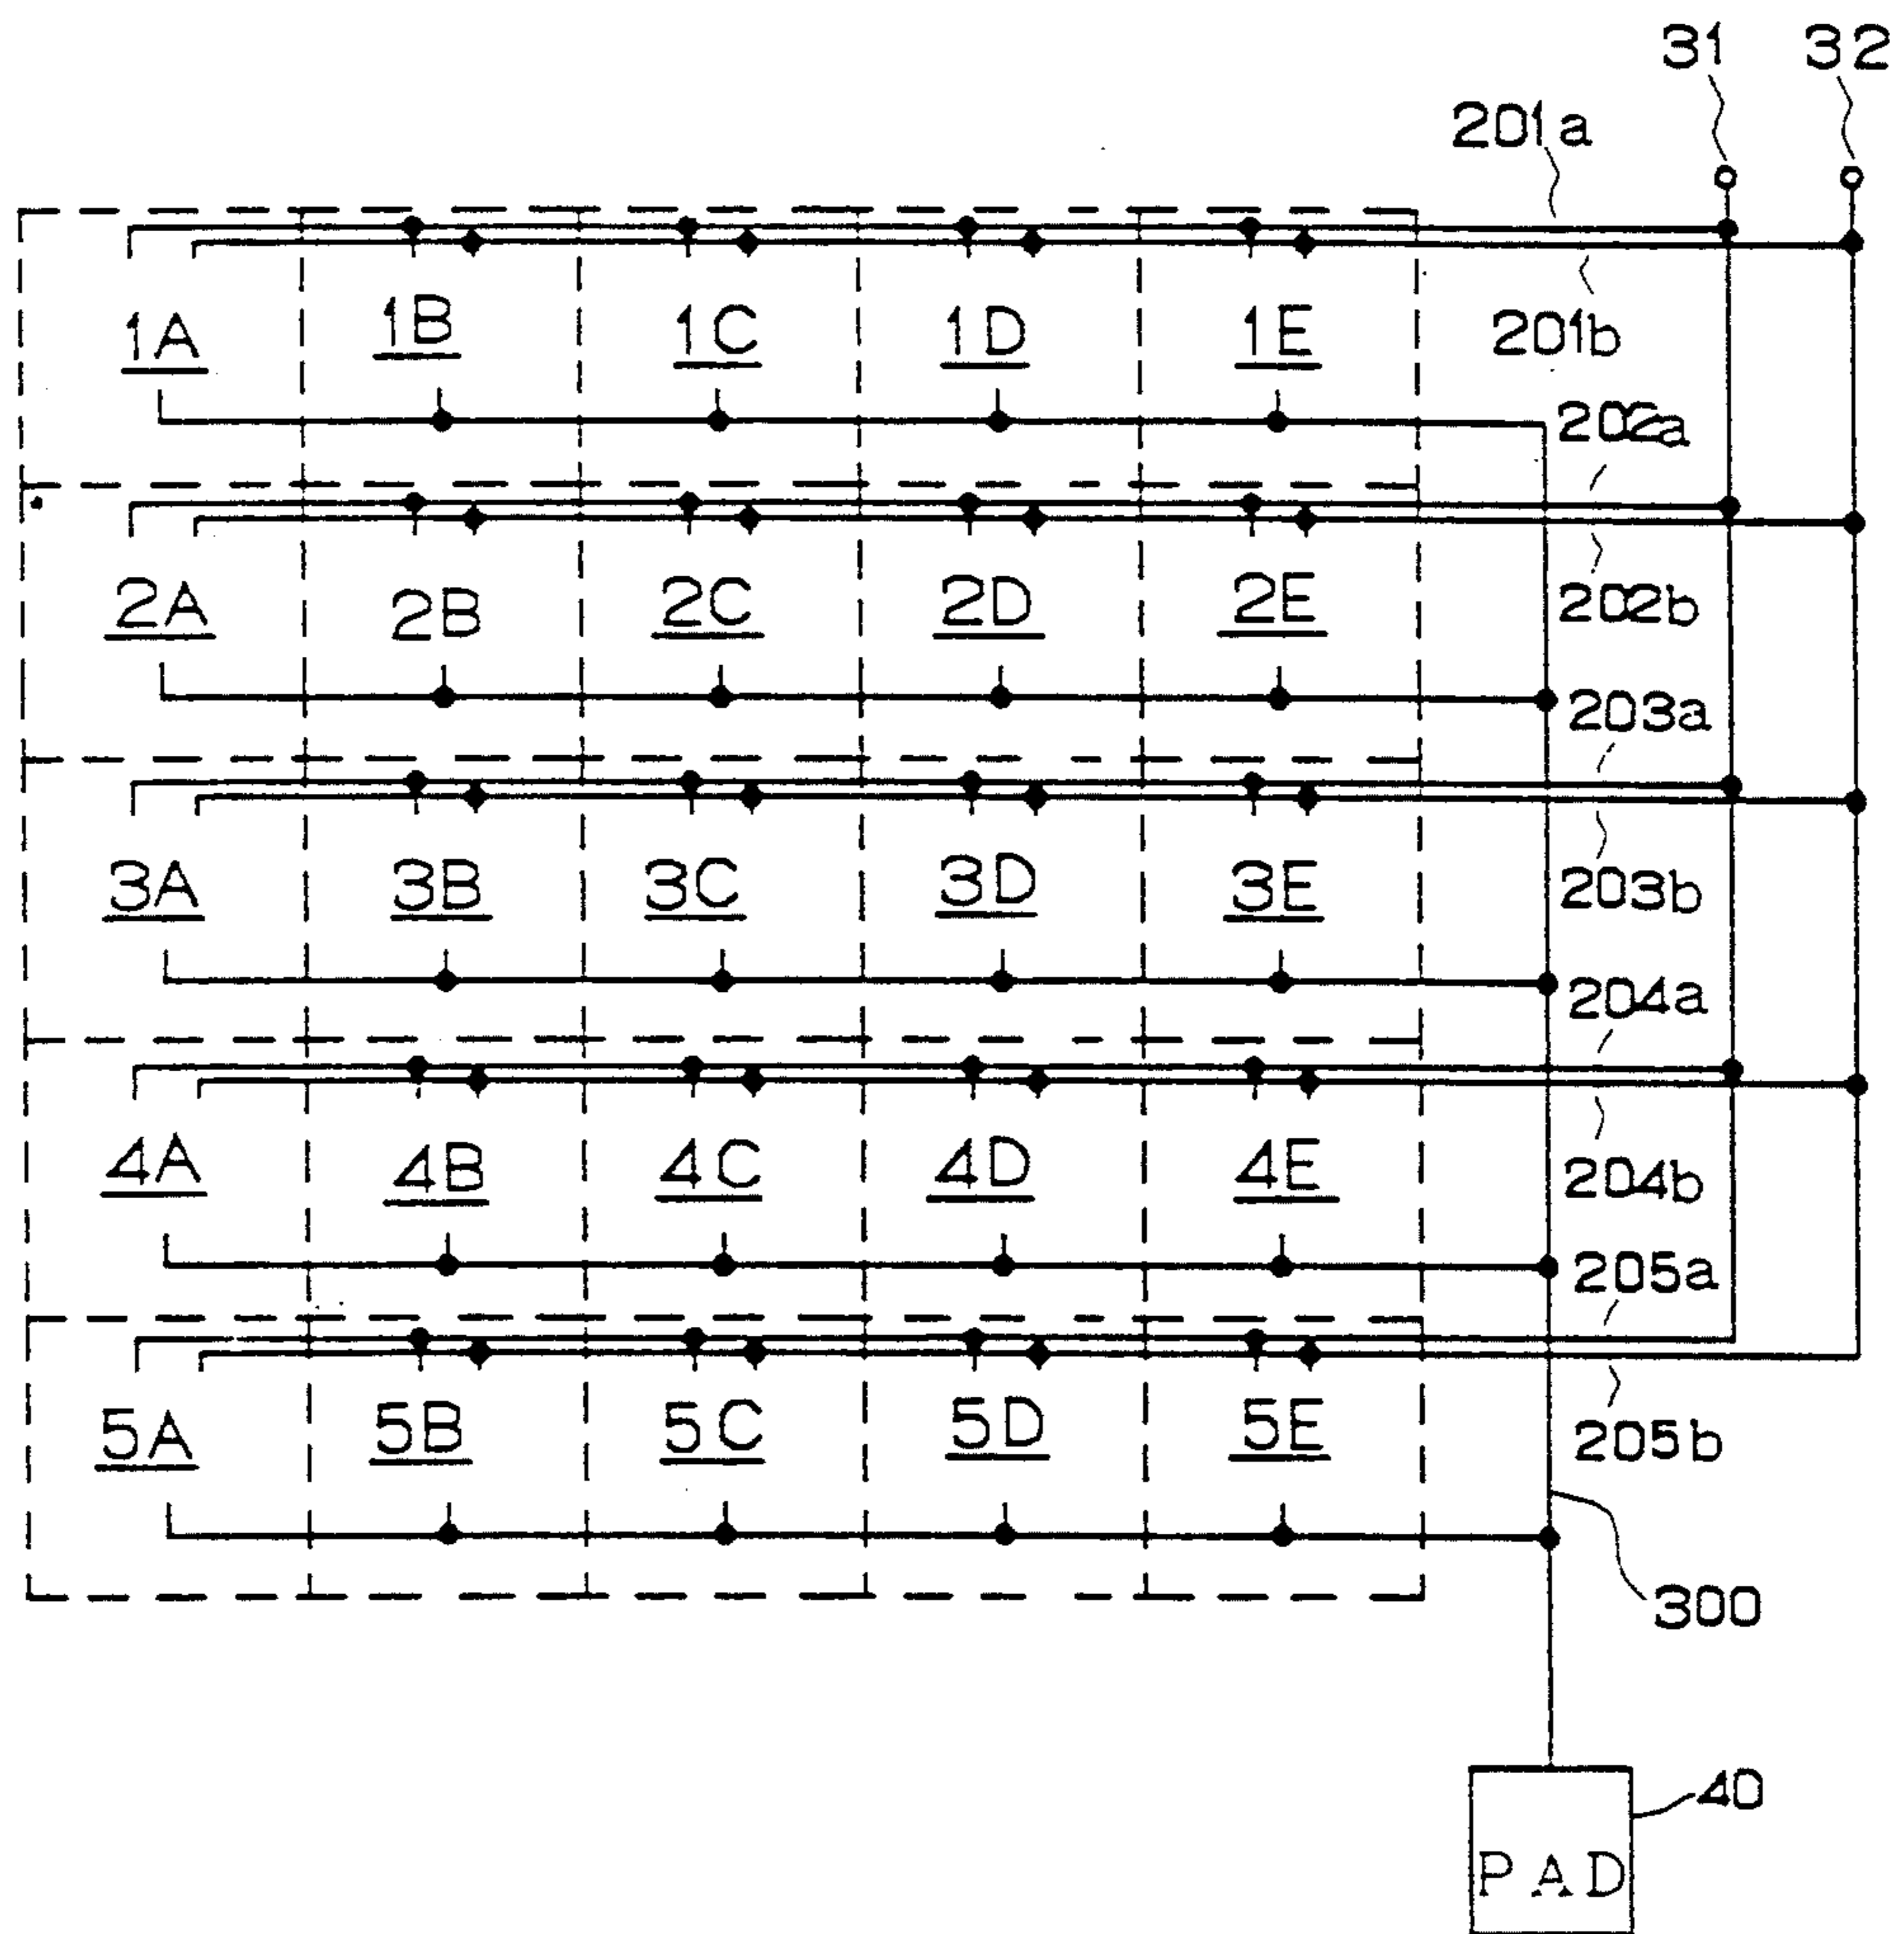 31 32
201a
1A 1B 1C 1D 1E
201b
202a
2A 2B 2C 2D 2E
202b
203a
3A 3B 3C 3D 3E
203b
204a
4A 4B 4C 4D 4E
204b
205a
5A 5B 5C 5D 5E
205b
300
40
PAD